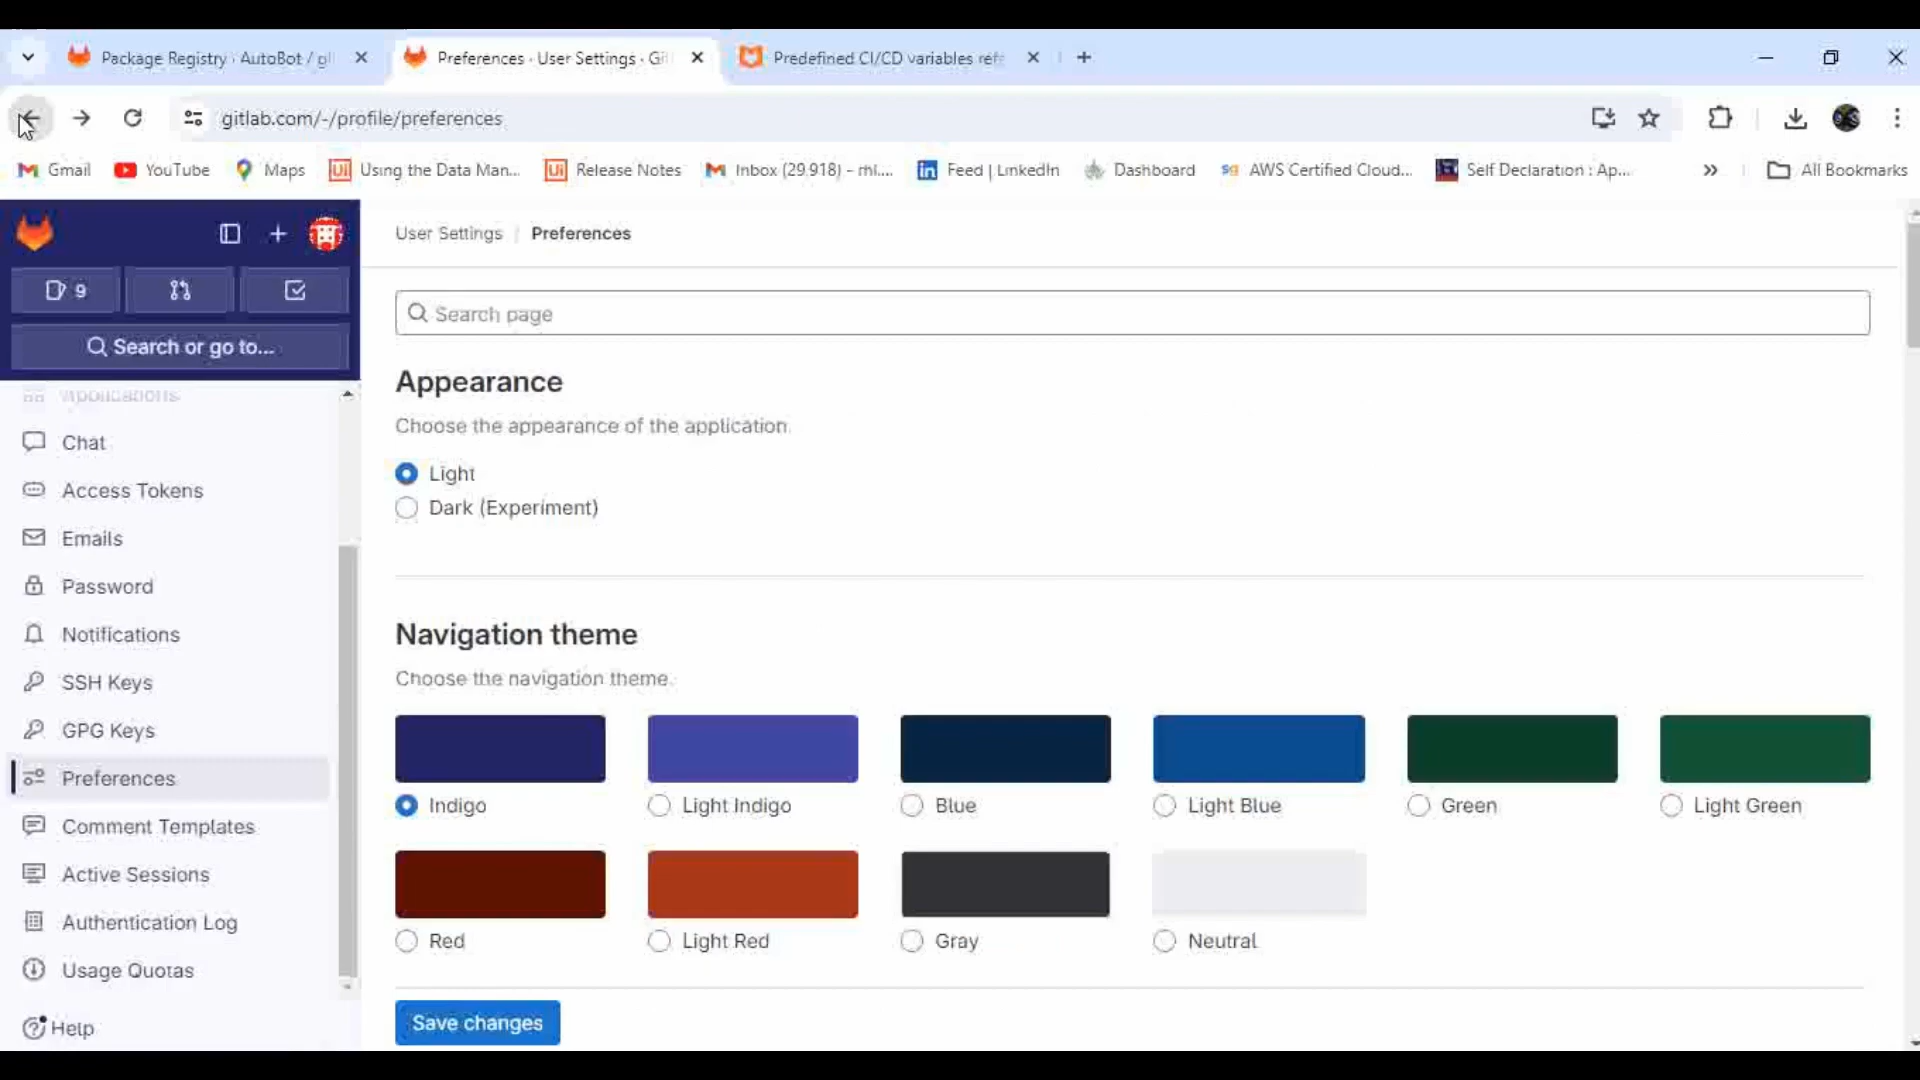 Package Registry · AutoBot / gl
Preferences · User Settings · Git
Predefined CI/CD variables refe
gitlab.com/-/profile/preferences
Gmail
YouTube
Maps
Using the Data Man...
Release Notes
Inbox (29,918) - mi....
Feed | LinkedIn
Dashboard
AWS Certified Cloud...
Self Declaration : Ap...
All Bookmarks
User Settings
Preferences
9
Search or go to...
Search page
Applications
Chat
Access Tokens
Emails
Password
Notifications
SSH Keys
GPG Keys
Preferences
Comment Templates
Active Sessions
Authentication Log
Usage Quotas
Help
Appearance
Choose the appearance of the application.
Light
Dark (Experiment)
Navigation theme
Choose the navigation theme.
Indigo
Light Indigo
Blue
Light Blue
Green
Light Green
Red
Light Red
Gray
Neutral
Save changes